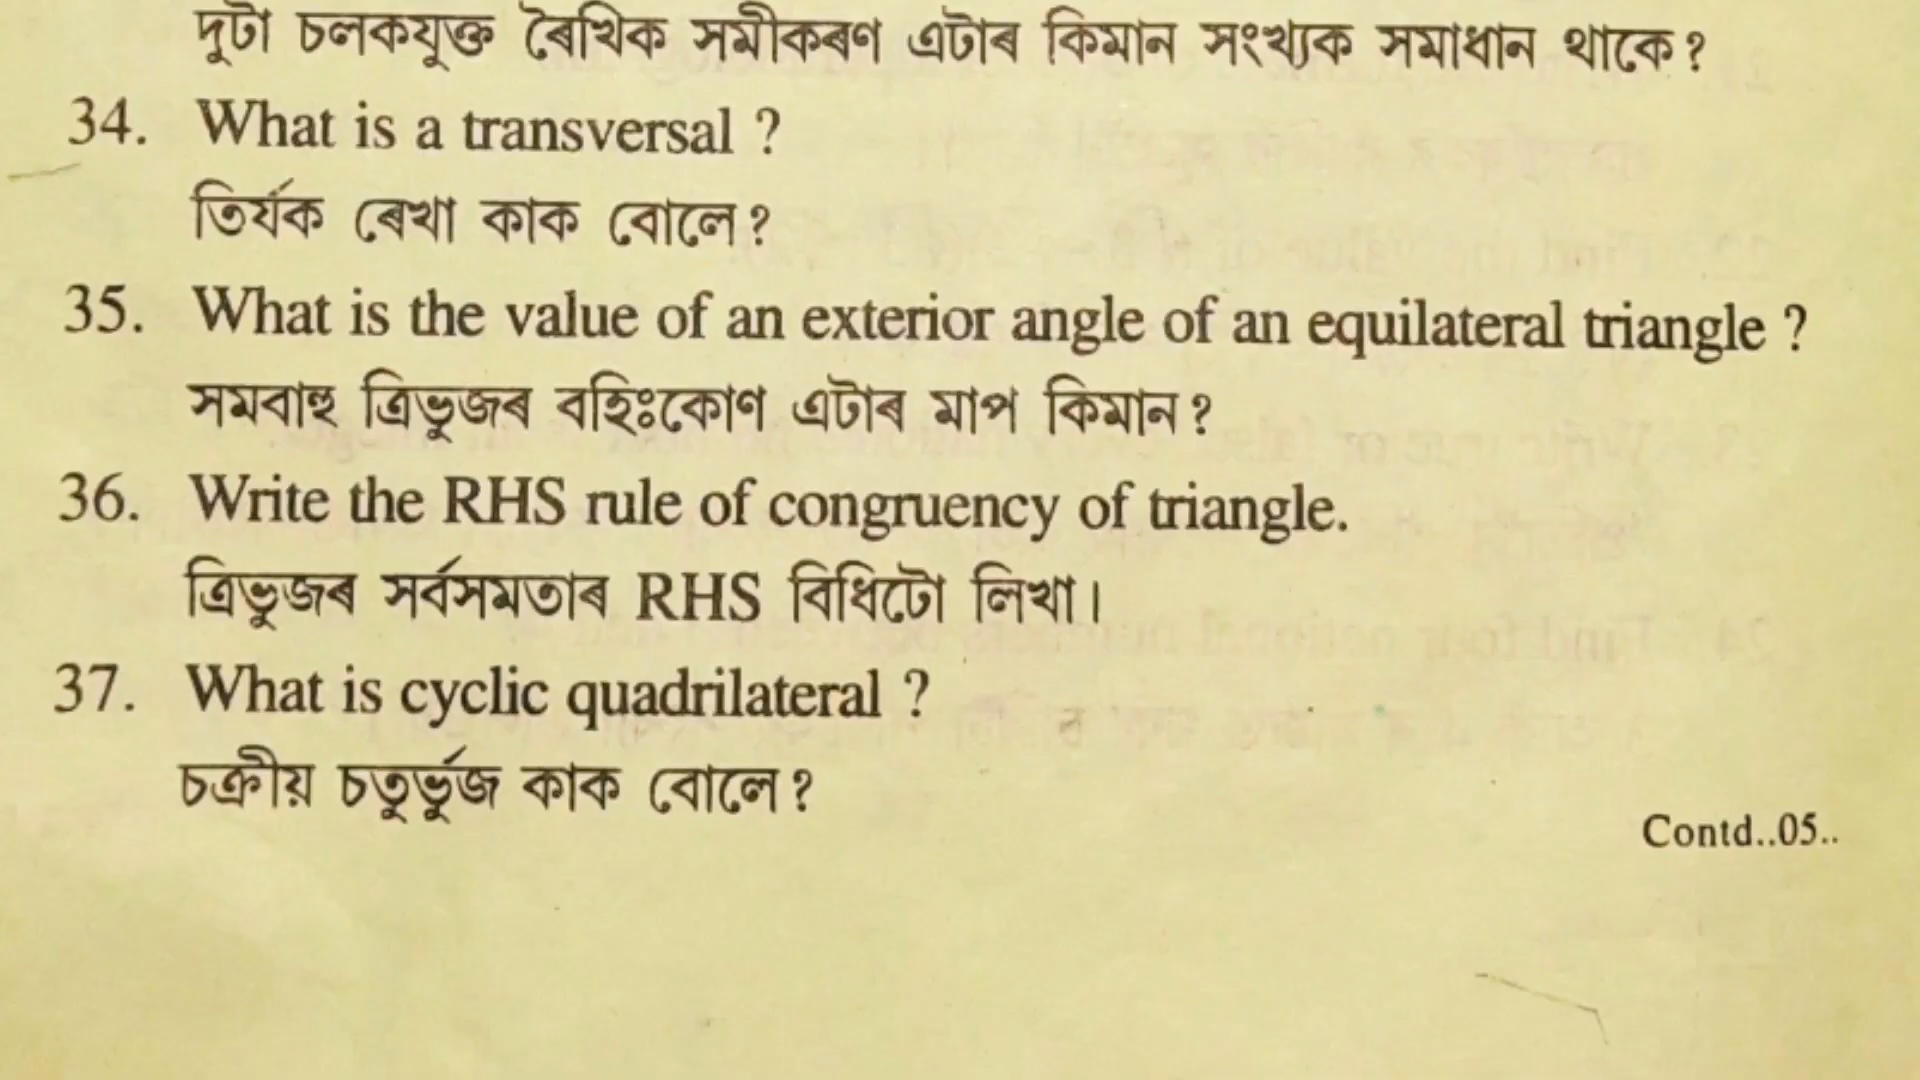 দুটা চলকযুক্ত ৰৈখিক সমীকৰণ এটাৰ কিমান সংখ্যক সমাধান থাকে?
34. What is a transversal ?
তিৰ্যক ৰেখা কাক বোলে?
35. What is the value of an exterior angle of an equilateral triangle ?
সমবাহু ত্ৰিভুজৰ বহিঃকোণ এটাৰ মাপ কিমান?
36. Write the RHS rule of congruency of triangle.
ত্ৰিভুজৰ সৰ্বসমতাৰ RHS বিধিটো লিখা।
37. What is cyclic quadrilateral ?
চক্ৰীয় চতুৰ্ভুজ কাক বোলে?
Contd..05..